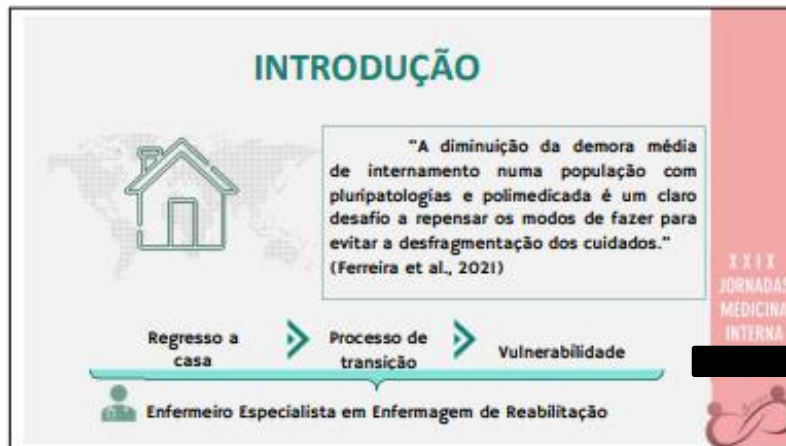 INTRODUÇÃO
"A diminuição da demora média
de internamento numa população com
pluripatologias e polimedicada é um claro
desafio a repensar os modos de fazer para
evitar a desfragmentação dos cuidados."
(Ferreira et al., 2021)
Regresso a
casa
Processo de
transição
Vulnerabilidade
Enfermeiro Especialista em Enfermagem de Reabilitação
XXIX
JORNADAS
MEDICINA
INTERNA